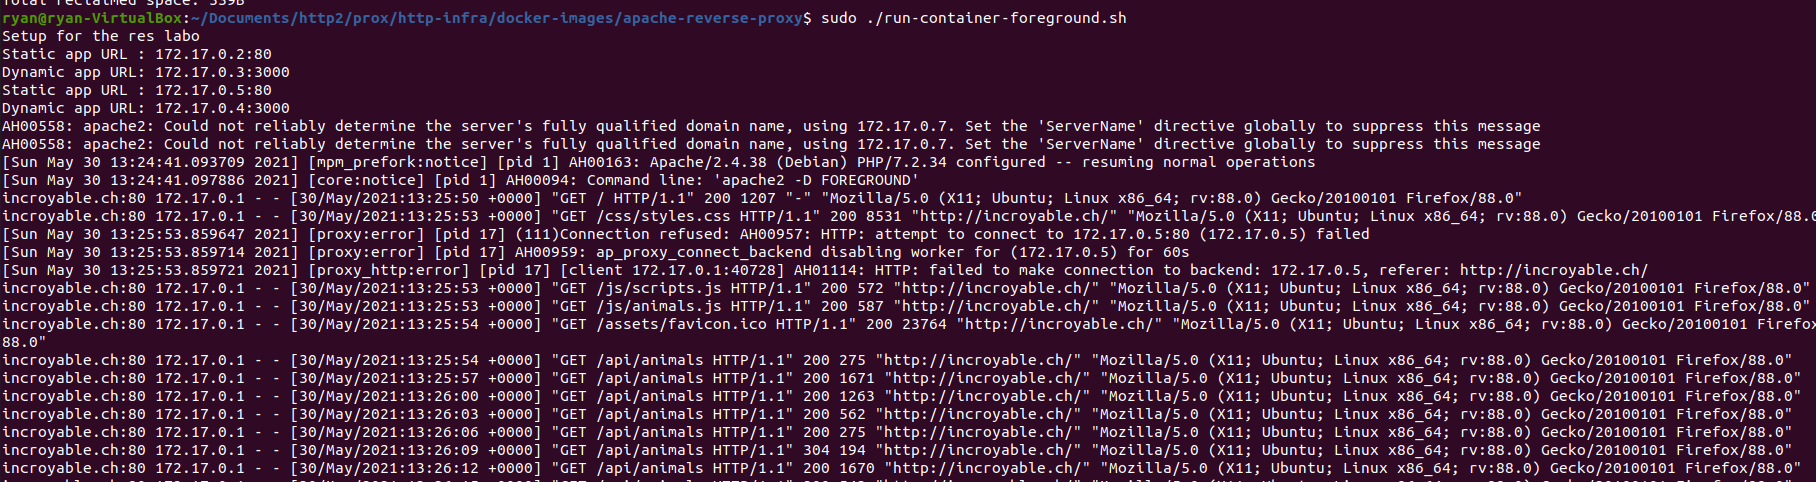 Total reclaimed space: 339B
ryan@ryan-VirtualBox:~/Documents/http2/prox/http-infra/docker-images/apache-reverse-proxy$ sudo ./run-container-foreground.sh
Setup for the res labo
Static app URL : 172.17.0.2:80
Dynamic app URL: 172.17.0.3:3000
Static app URL : 172.17.0.5:80
Dynamic app URL: 172.17.0.4:3000
AH00558: apache2: Could not reliably determine the server's fully qualified domain name, using 172.17.0.7. Set the 'ServerName' directive globally to suppress this message
AH00558: apache2: Could not reliably determine the server's fully qualified domain name, using 172.17.0.7. Set the 'ServerName' directive globally to suppress this message
[Sun May 30 13:24:41.093709 2021] [mpm_prefork:notice] [pid 1] AH00163: Apache/2.4.38 (Debian) PHP/7.2.34 configured -- resuming normal operations
[Sun May 30 13:24:41.097886 2021] [core:notice] [pid 1] AH00094: Command line: 'apache2 -D FOREGROUND'
incroyable.ch:80 172.17.0.1 - - [30/May/2021:13:25:50 +0000] "GET / HTTP/1.1" 200 1207 "-" "Mozilla/5.0 (X11; Ubuntu; Linux x86_64; rv:88.0) Gecko/20100101 Firefox/88.0"
incroyable.ch:80 172.17.0.1 - - [30/May/2021:13:25:53 +0000] "GET /css/styles.css HTTP/1.1" 200 8531 "http://incroyable.ch/" "Mozilla/5.0 (X11; Ubuntu; Linux x86_64; rv:88.0) Gecko/20100101 Firefox/88.0
[Sun May 30 13:25:53.859647 2021] [proxy:error] [pid 17] (111)Connection refused: AH00957: HTTP: attempt to connect to 172.17.0.5:80 (172.17.0.5) failed
[Sun May 30 13:25:53.859714 2021] [proxy:error] [pid 17] AH00959: ap_proxy_connect_backend disabling worker for (172.17.0.5) for 60s
[Sun May 30 13:25:53.859721 2021] [proxy_http:error] [pid 17] [client 172.17.0.1:40728] AH01114: HTTP: failed to make connection to backend: 172.17.0.5, referer: http://incroyable.ch/
incroyable.ch:80 172.17.0.1 - - [30/May/2021:13:25:53 +0000] "GET /js/scripts.js HTTP/1.1" 200 572 "http://incroyable.ch/" "Mozilla/5.0 (X11; Ubuntu; Linux x86_64; rv:88.0) Gecko/20100101 Firefox/88.0"
incroyable.ch:80 172.17.0.1 - - [30/May/2021:13:25:53 +0000] "GET /js/animals.js HTTP/1.1" 200 587 "http://incroyable.ch/" "Mozilla/5.0 (X11; Ubuntu; Linux x86_64; rv:88.0) Gecko/20100101 Firefox/88.0"
incroyable.ch:80 172.17.0.1 - - [30/May/2021:13:25:54 +0000] "GET /assets/favicon.ico HTTP/1.1" 200 23764 "http://incroyable.ch/" "Mozilla/5.0 (X11; Ubuntu; Linux x86_64; rv:88.0) Gecko/20100101 Firefox/
88.0"
incroyable.ch:80 172.17.0.1 - - [30/May/2021:13:25:54 +0000] "GET /api/animals HTTP/1.1" 200 275 "http://incroyable.ch/" "Mozilla/5.0 (X11; Ubuntu; Linux x86_64; rv:88.0) Gecko/20100101 Firefox/88.0"
incroyable.ch:80 172.17.0.1 - - [30/May/2021:13:25:57 +0000] "GET /api/animals HTTP/1.1" 200 1671 "http://incroyable.ch/" "Mozilla/5.0 (X11; Ubuntu; Linux x86_64; rv:88.0) Gecko/20100101 Firefox/88.0"
incroyable.ch:80 172.17.0.1 - - [30/May/2021:13:26:00 +0000] "GET /api/animals HTTP/1.1" 200 1263 "http://incroyable.ch/" "Mozilla/5.0 (X11; Ubuntu; Linux x86_64; rv:88.0) Gecko/20100101 Firefox/88.0"
incroyable.ch:80 172.17.0.1 - - [30/May/2021:13:26:03 +0000] "GET /api/animals HTTP/1.1" 200 562 "http://incroyable.ch/" "Mozilla/5.0 (X11; Ubuntu; Linux x86_64; rv:88.0) Gecko/20100101 Firefox/88.0"
incroyable.ch:80 172.17.0.1 - - [30/May/2021:13:26:06 +0000] "GET /api/animals HTTP/1.1" 200 275 "http://incroyable.ch/" "Mozilla/5.0 (X11; Ubuntu; Linux x86_64; rv:88.0) Gecko/20100101 Firefox/88.0"
incroyable.ch:80 172.17.0.1 - - [30/May/2021:13:26:09 +0000] "GET /api/animals HTTP/1.1" 304 194 "http://incroyable.ch/" "Mozilla/5.0 (X11; Ubuntu; Linux x86_64; rv:88.0) Gecko/20100101 Firefox/88.0"
incroyable.ch:80 172.17.0.1 - - [30/May/2021:13:26:12 +0000] "GET /api/animals HTTP/1.1" 200 1670 "http://incroyable.ch/" "Mozilla/5.0 (X11; Ubuntu; Linux x86_64; rv:88.0) Gecko/20100101 Firefox/88.0"